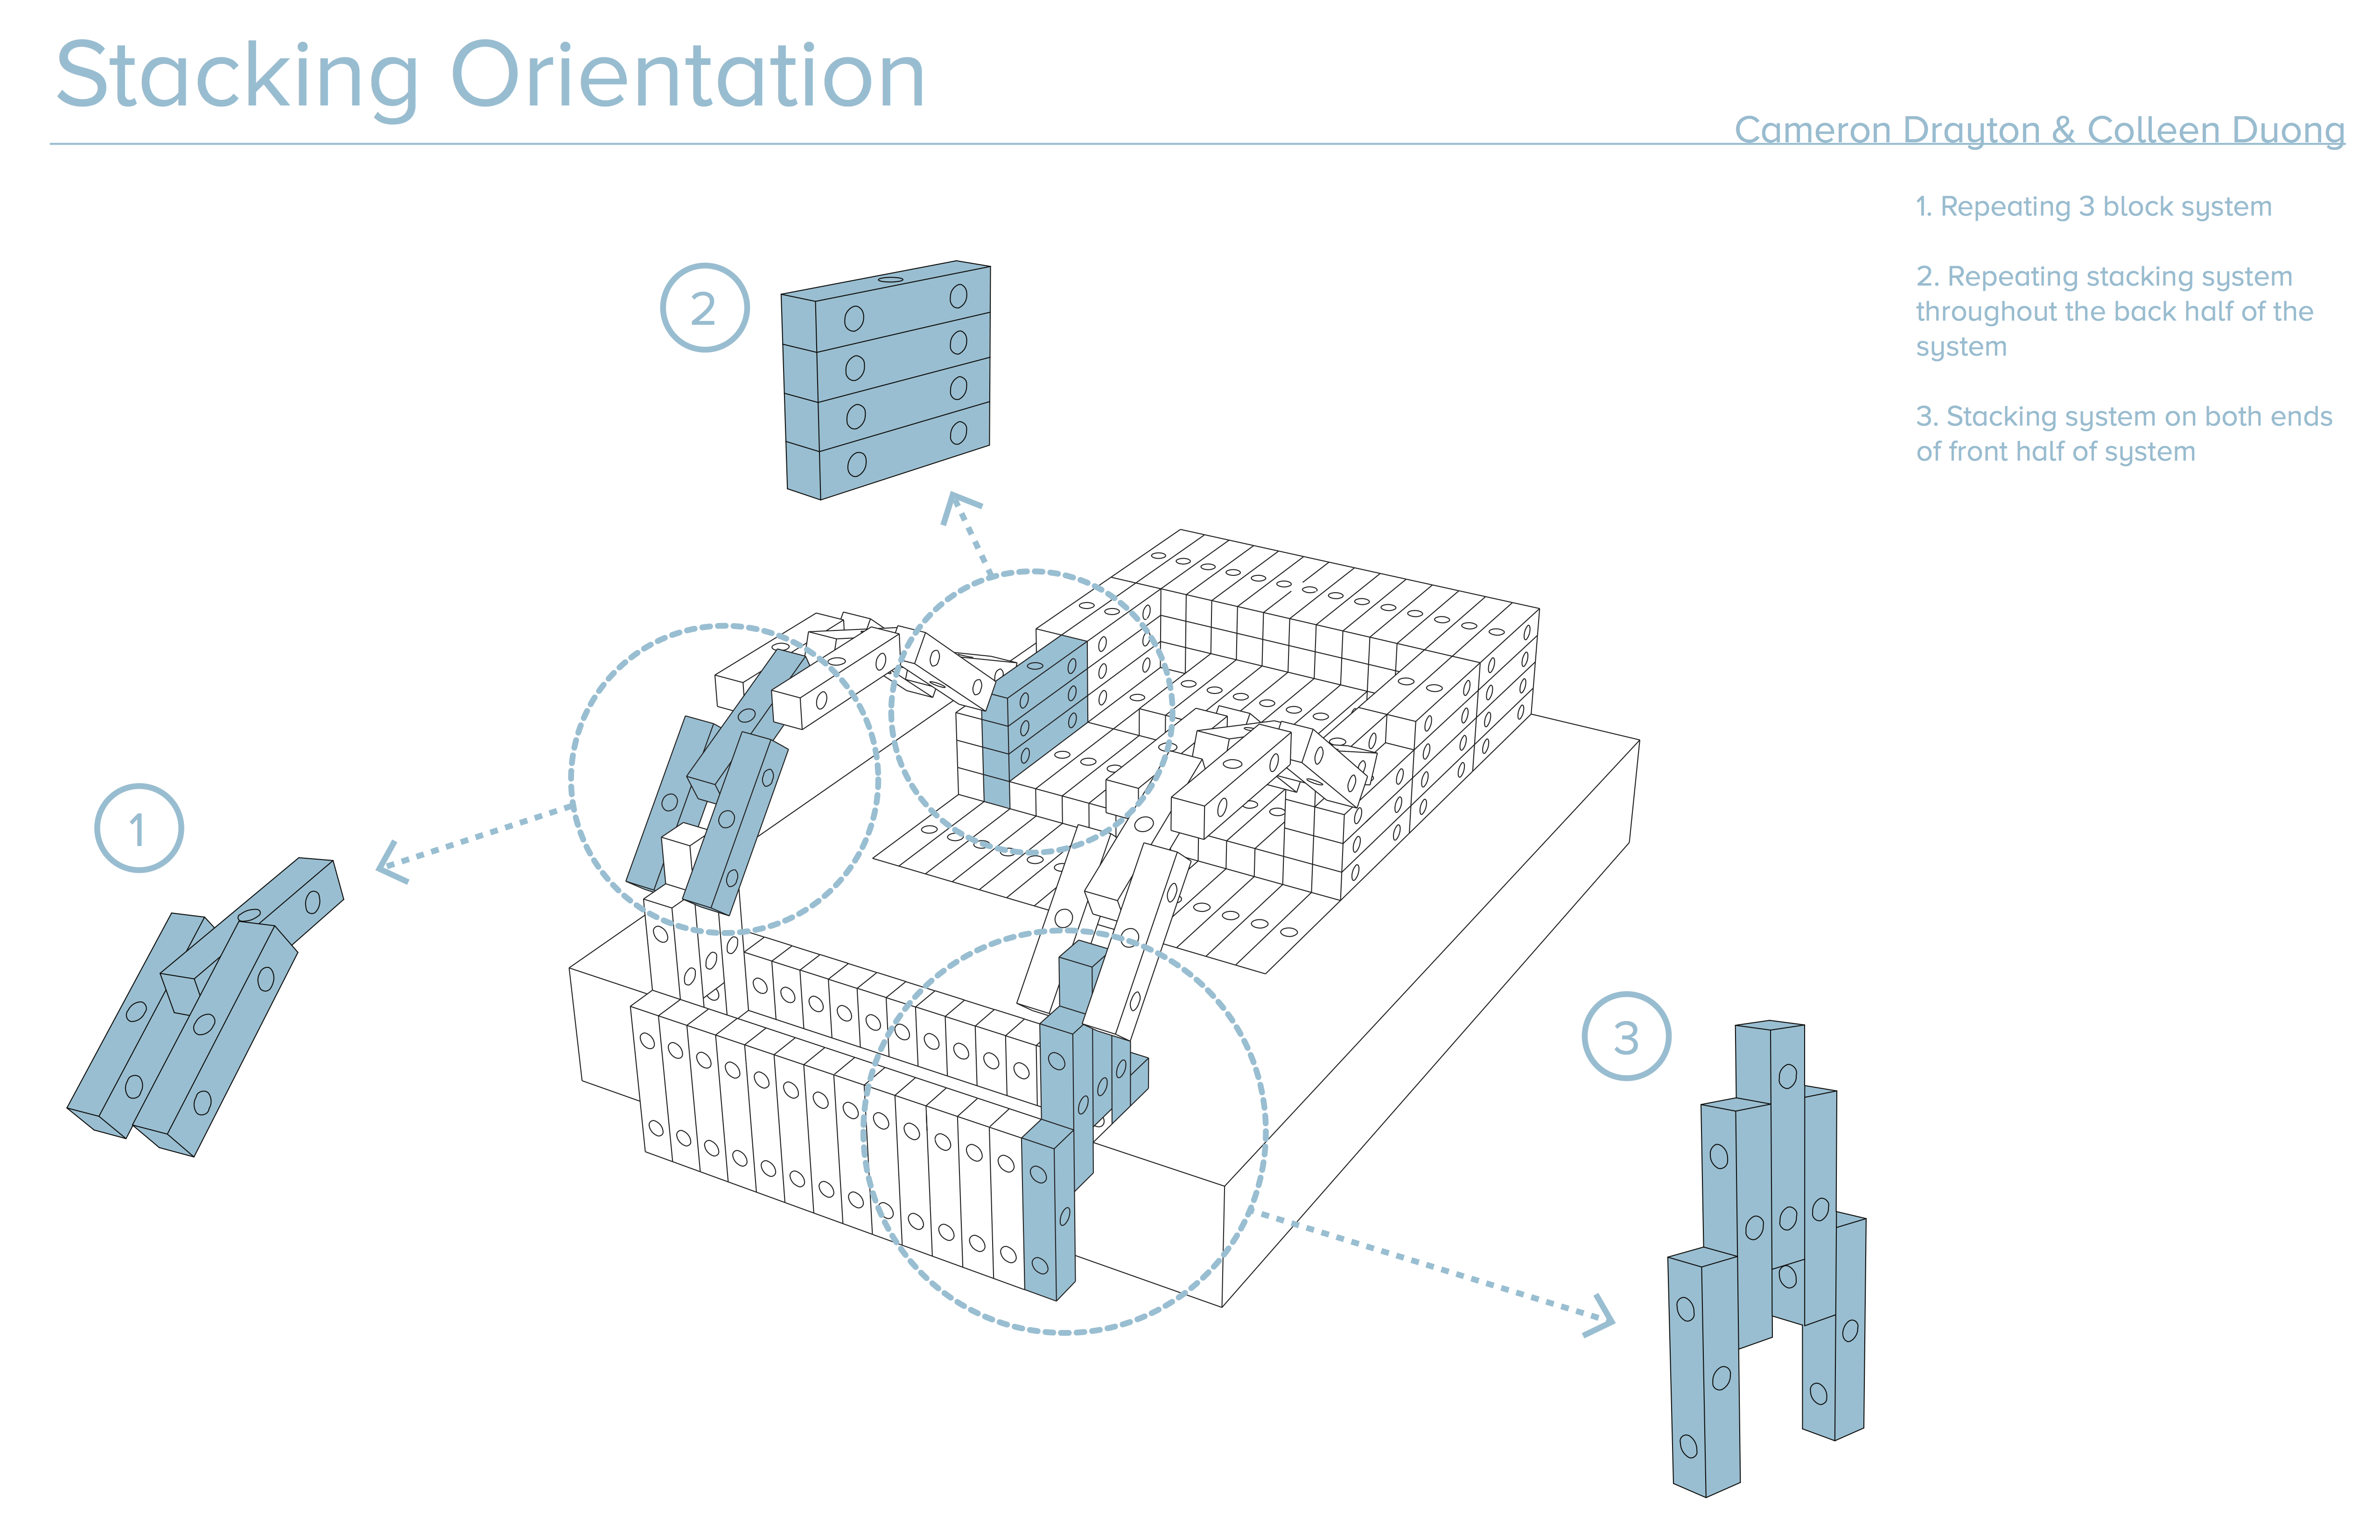 Stacking Orientation
Cameron Drayton & Colleen Duong
1. Repeating 3 block system
2. Repeating stacking system
throughout the back half of the
system
3. Stacking system on both ends
of front half of system
2
1
3